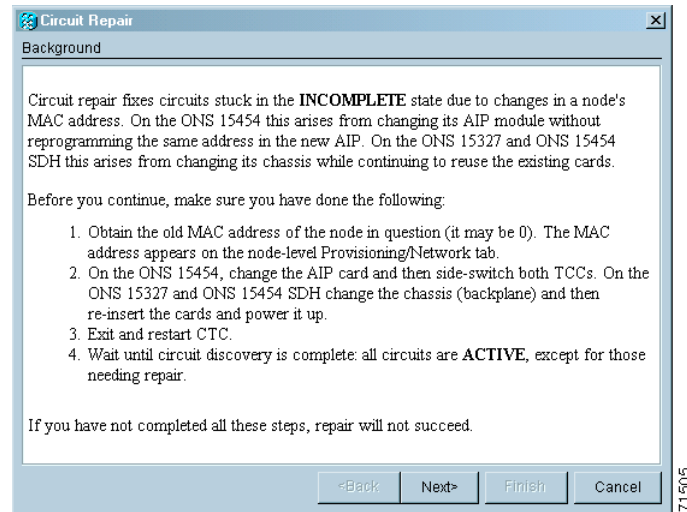 Circuit Repair
Background
Circuit repair fixes circuits stuck in the INCOMPLETE state due to changes in a node's
MAC address. On the ONS 15454 this arises from changing its AIP module without
reprogramming the same address in the new AIP. On the ONS 15327 and ONS 15454
SDH this arises from changing its chassis while continuing to reuse the existing cards.
Before you continue, make sure you have done the following:
1. Obtain the old MAC address of the node in question (it may be 0). The MAC
address appears on the node-level Provisioning/Network tab.
2. On the ONS 15454, change the AIP card and then side-switch both TCCs. On the
ONS 15327 and ONS 15454 SDH change the chassis (backplane) and then
re-insert the cards and power it up.
3. Exit and restart CTC.
4. Wait until circuit discovery is complete: all circuits are ACTIVE, except for those
needing repair.
If you have not completed all these steps, repair will not succeed.
<Back Next> Finish Cancel
71505